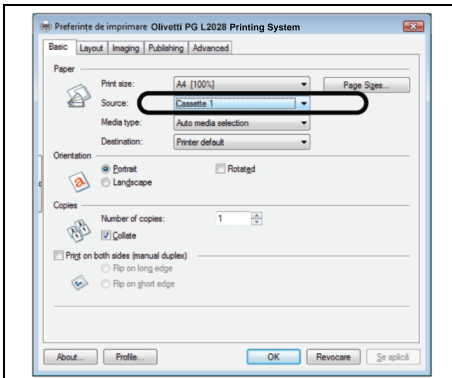 Preferințe de imprimare Olivetti PG L2028 Printing System
Basic Layout Imaging Publishing Advanced
Paper
Print size: A4 [100%] Page Sizes...
Source: Cassette 1
Media type: Auto media selection
Destination: Printer default
Orientation
Portrait Rotated
Landscape
Copies
Number of copies: 1
Collate
Print on both sides (manual duplex)
Flip on long edge
Flip on short edge
About... Profile... OK Revocare Se aplică